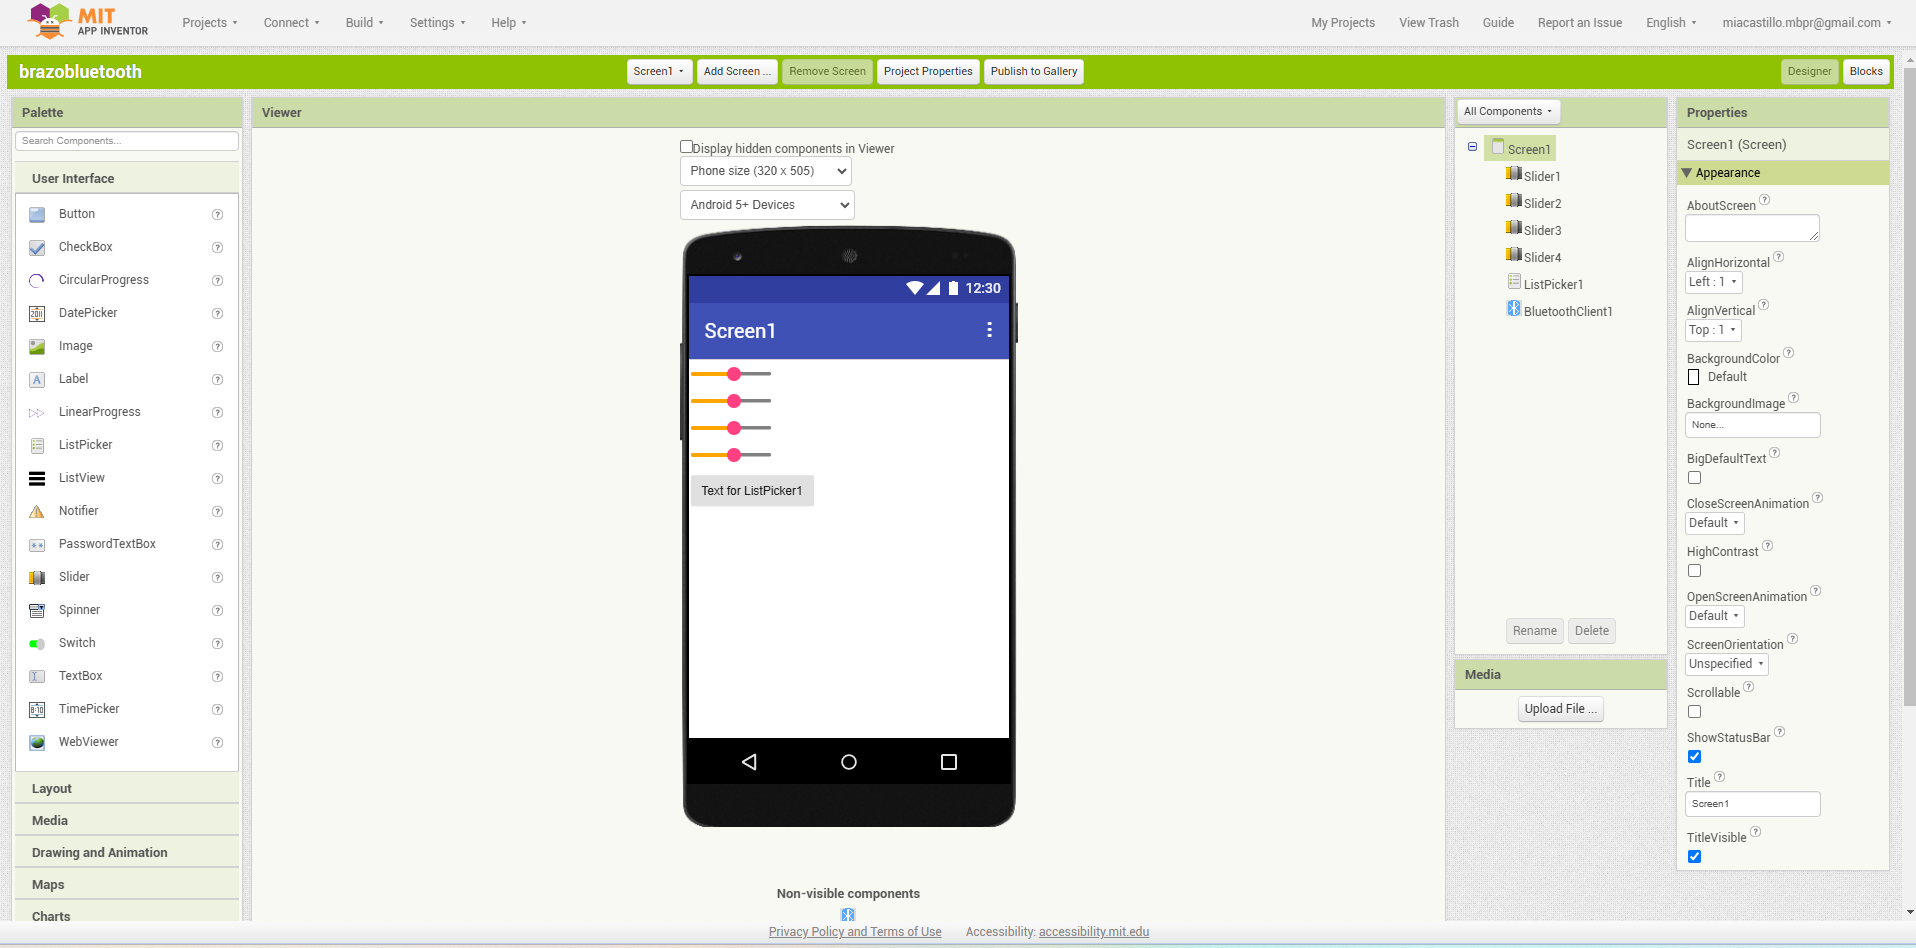 MIT
APP INVENTOR
Projects
Connect
Build
Settings
Help
My Projects
View Trash
Guide
Report an Issue
English
miacastillo.mbpr@gmail.com
brazobluetooth
Screen1
Add Screen ...
Remove Screen
Project Properties
Publish to Gallery
Designer
Blocks
Palette
Search Components...
User Interface
Button
CheckBox
CircularProgress
DatePicker
Image
Label
LinearProgress
ListPicker
ListView
Notifier
PasswordTextBox
Slider
Spinner
Switch
TextBox
TimePicker
WebViewer
Layout
Media
Drawing and Animation
Maps
Charts
Viewer
Display hidden components in Viewer
Phone size (320 x 505)
Android 5+ Devices
12:30
Screen1
Text for ListPicker1
Non-visible components
All Components
Screen1
Slider1
Slider2
Slider3
Slider4
ListPicker1
BluetoothClient1
Rename
Delete
Media
Upload File ...
Properties
Screen1 (Screen)
Appearance
AboutScreen
AlignHorizontal
Left : 1
AlignVertical
Top : 1
BackgroundColor
Default
BackgroundImage
None...
BigDefaultText
CloseScreenAnimation
Default
HighContrast
OpenScreenAnimation
Default
ScreenOrientation
Unspecified
Scrollable
ShowStatusBar
Title
Screen1
TitleVisible
Privacy Policy and Terms of Use
Accessibility: accessibility.mit.edu